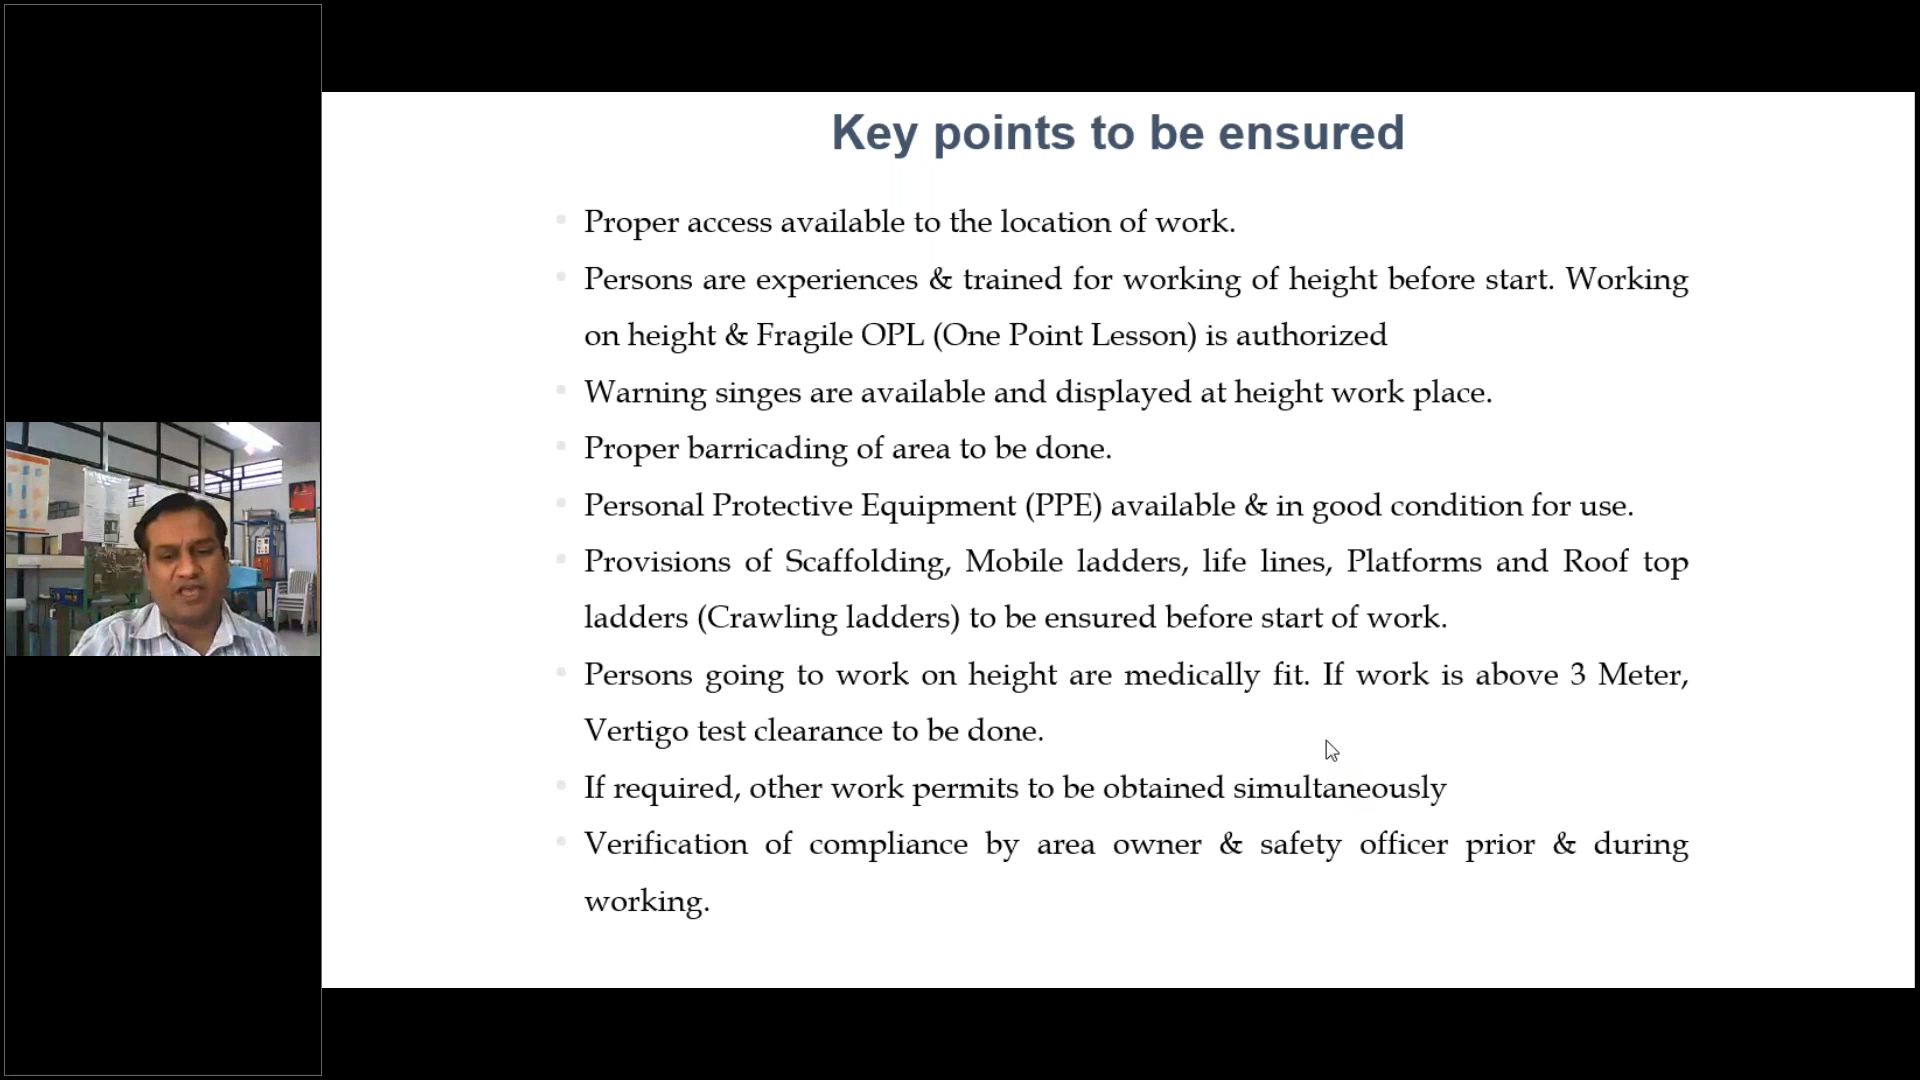 Key points to be ensured
Proper access available to the location of work.
Persons are experiences & trained for working of height before start. Working
on height & Fragile OPL (One Point Lesson) is authorized
Warning singes are available and displayed at height work place.
Proper barricading of area to be done.
Personal Protective Equipment (PPE) available & in good condition for use.
Provisions of Scaffolding, Mobile ladders, life lines, Platforms and Roof top
ladders (Crawling ladders) to be ensured before start of work.
Persons going to work on height are medically fit. If work is above 3 Meter,
Vertigo test clearance to be done.
If required, other work permits to be obtained simultaneously
Verification of compliance by area owner & safety officer prior & during
working.